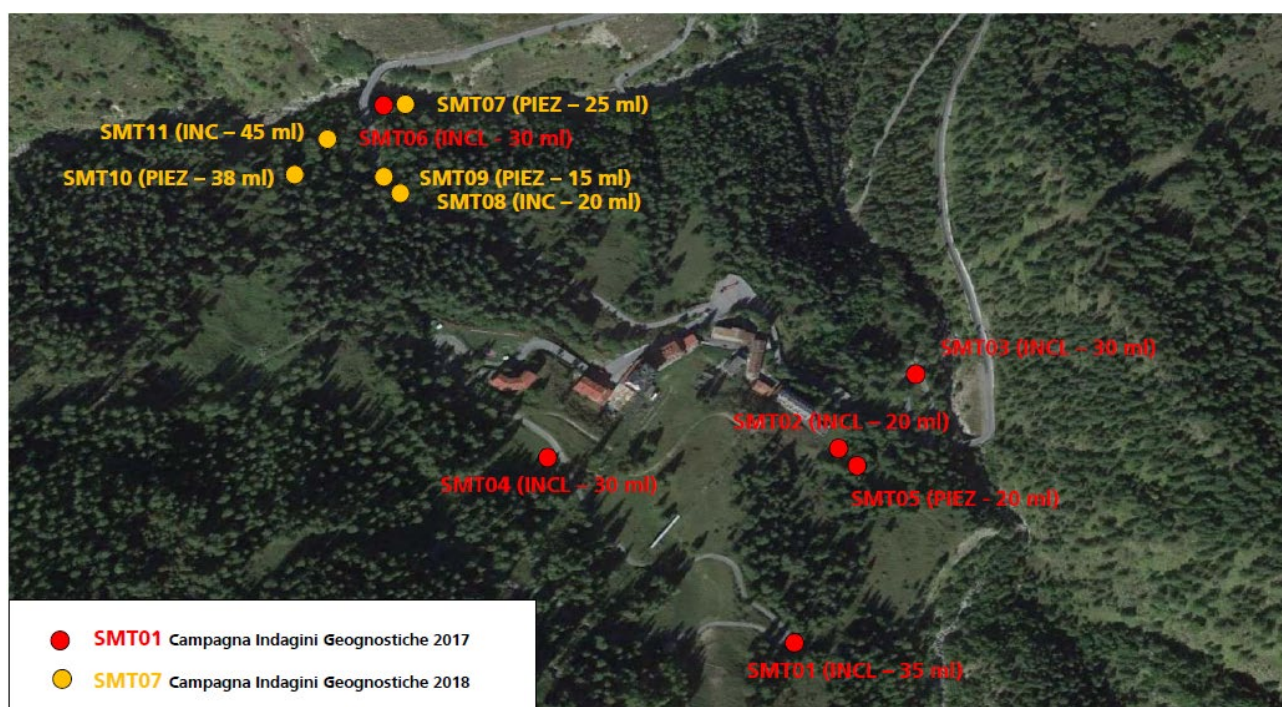 SMT07 (PIEZ – 25 ml)
SMT11 (INC – 45 ml)
SMT06 (INCL - 30 ml)
SMT10 (PIEZ – 38 ml)
SMT09 (PIEZ – 15 ml)
SMT08 (INC – 20 ml)
SMT03 (INCL – 30 ml)
SMT02 (INCL – 20 ml)
SMT04 (INCL – 30 ml)
SMT05 (PIEZ - 20 ml)
SMT01 (INCL – 35 ml)
SMT01 Campagna Indagini Geognostiche 2017
SMT07 Campagna Indagini Geognostiche 2018